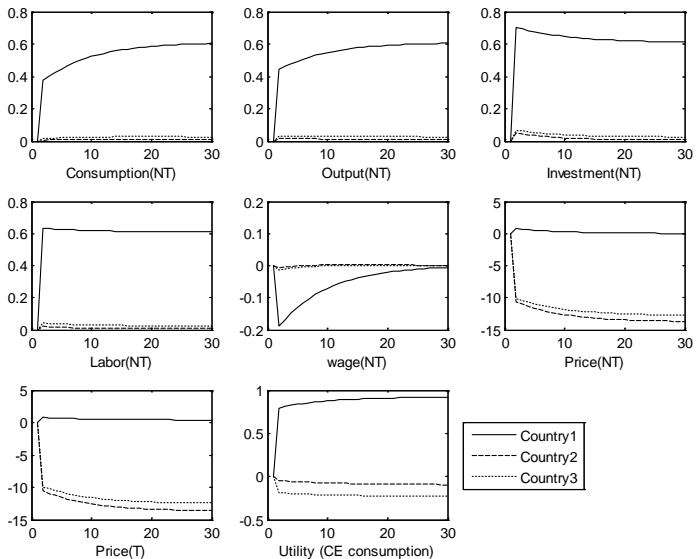 0.8 0.8 0.8
0.6 0.6 0.6
0.4 0.4 0.4
0.2 0.2 0.2
0 0 0
0 10 20 30 0 10 20 30 0 10 20 30
Consumption(NT) Output(NT) Investment(NT)
0.8 0.2 5
0.6 0.1 0
0.4 0 -5
0.2 -0.1 -10
0 -0.2 -15
0 10 20 30 0 10 20 30 0 10 20 30
Labor(NT) wage(NT) Price(NT)
5 1
0 0.5
-5 0
-10
-15 -0.5
0 10 20 30 0 10 20 30
Price(T) Utility (CE consumption)
Country1
Country2
Country3